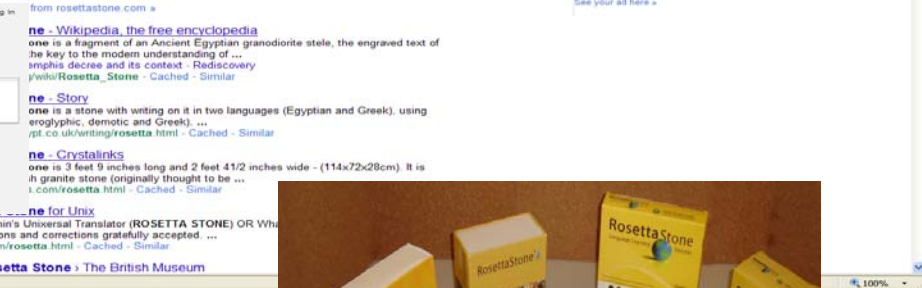 g in
from rosettastone.com »
See your ad here »
ne - Wikipedia, the free encyclopedia
one is a fragment of an Ancient Egyptian granodiorite stele, the engraved text of
he key to the modern understanding of ...
emphis decree and its context - Rediscovery
/wiki/Rosetta_Stone - Cached - Similar
ne - Story
one is a stone with writing on it in two languages (Egyptian and Greek), using
eroglyphic, demotic and Greek). ...
ypt.co.uk/writing/rosetta.html - Cached - Similar
ne - Crystalinks
one is 3 feet 9 inches long and 2 feet 41/2 inches wide - (114x72x28cm). It is
h granite stone (originally thought to be ...
s.com/rosetta.html - Cached - Similar
ne for Unix
in's Universal Translator (ROSETTA STONE) OR Wha
ons and corrections gratefully accepted. ...
m/rosetta.html - Cached - Similar
setta Stone › The British Museum
RosettaStone
RosettaStone
100%